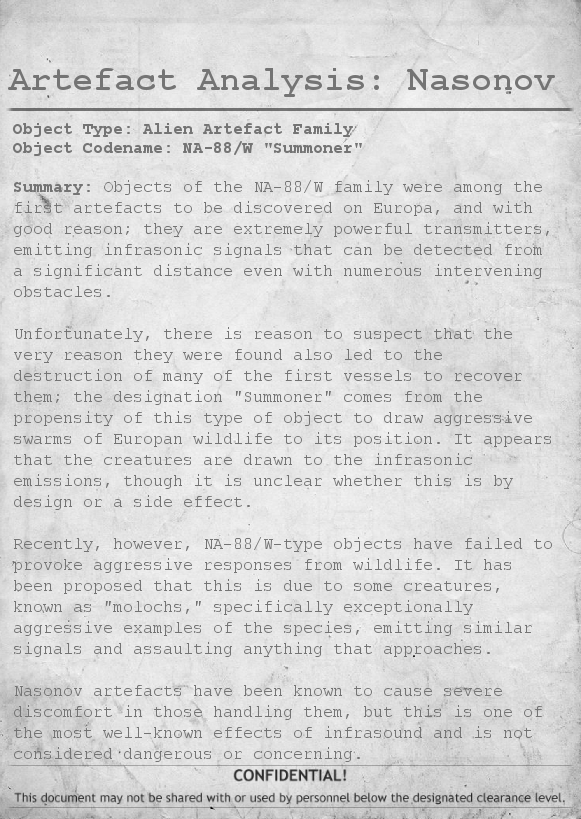 Artefact Analysis: Nasonov
Object Type: Alien Artefact Family
Object Codename: NA-88/W "Summoner"
Summary: Objects of the NA-88/W family were among the
first artefacts to be discovered on Europa, and with
good reason; they are extremely powerful transmitters,
emitting infrasonic signals that can be detected from
a significant distance even with numerous intervening
obstacles.
Unfortunately, there is reason to suspect that the
very reason they were found also led to the
destruction of many of the first vessels to recover
them; the designation "Summoner" comes from the
propensity of this type of object to draw aggressive
swarms of Europan wildlife to its position. It appears
that the creatures are drawn to the infrasonic
emissions, though it is unclear whether this is by
design or a side effect.
Recently, however, NA-88/W-type objects have failed to
provoke aggressive responses from wildlife. It has
been proposed that this is due to some creatures,
known as "molochs," specifically exceptionally
aggressive examples of the species, emitting similar
signals and assaulting anything that approaches.
Nasonov artefacts have been known to cause severe
discomfort in those handling them, but this is one of
the most well-known effects of infrasound and is not
considered dangerous or concerning.
CONFIDENTIAL!
This document may not be shared with or used by personnel below the designated clearance level.